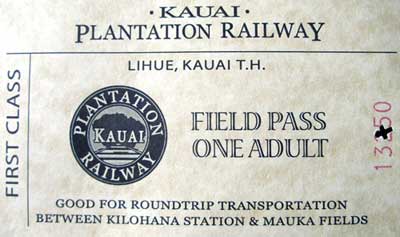 · KAUAI ·
PLANTATION RAILWAY
LIHUE, KAUAI T.H.
FIRST CLASS
PLANTATION
KAUAI
RAILWAY
FIELD PASS
ONE ADULT
GOOD FOR ROUNDTRIP TRANSPORTATION
BETWEEN KILOHANA STATION & MAUKA FIELDS